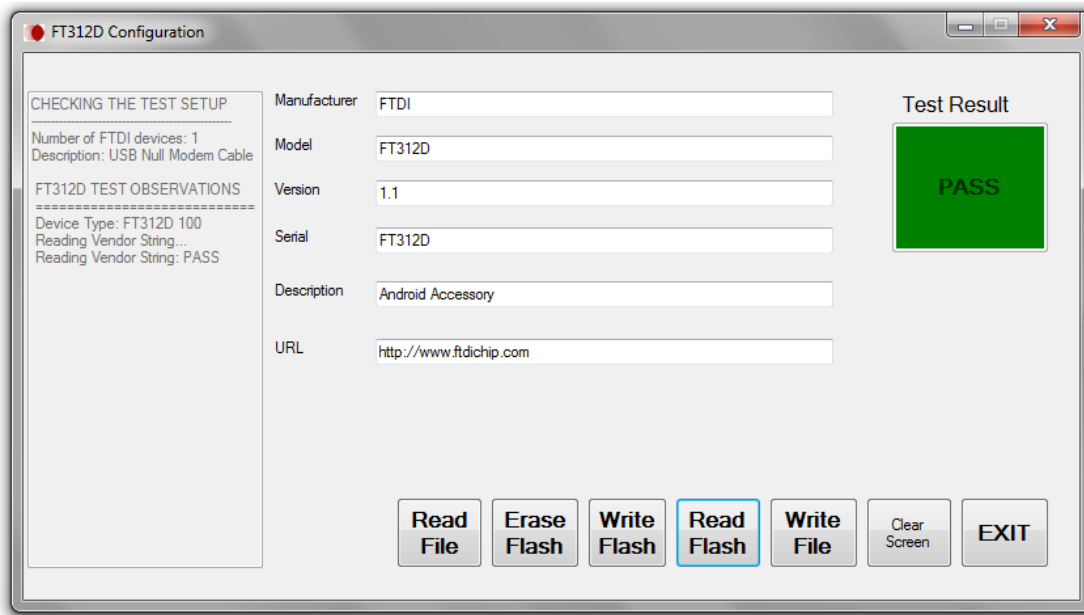 FT312D Configuration
CHECKING THE TEST SETUP
----------------------------------------------------
Number of FTDI devices: 1
Description: USB Null Modem Cable
FT312D TEST OBSERVATIONS
============================
Device Type: FT312D 100
Reading Vendor String...
Reading Vendor String: PASS
Manufacturer FTDI
Model FT312D
Version 1.1
Serial FT312D
Description Android Accessory
URL http://www.ftdichip.com
Test Result
PASS
Read File
Erase Flash
Write Flash
Read Flash
Write File
Clear Screen
EXIT